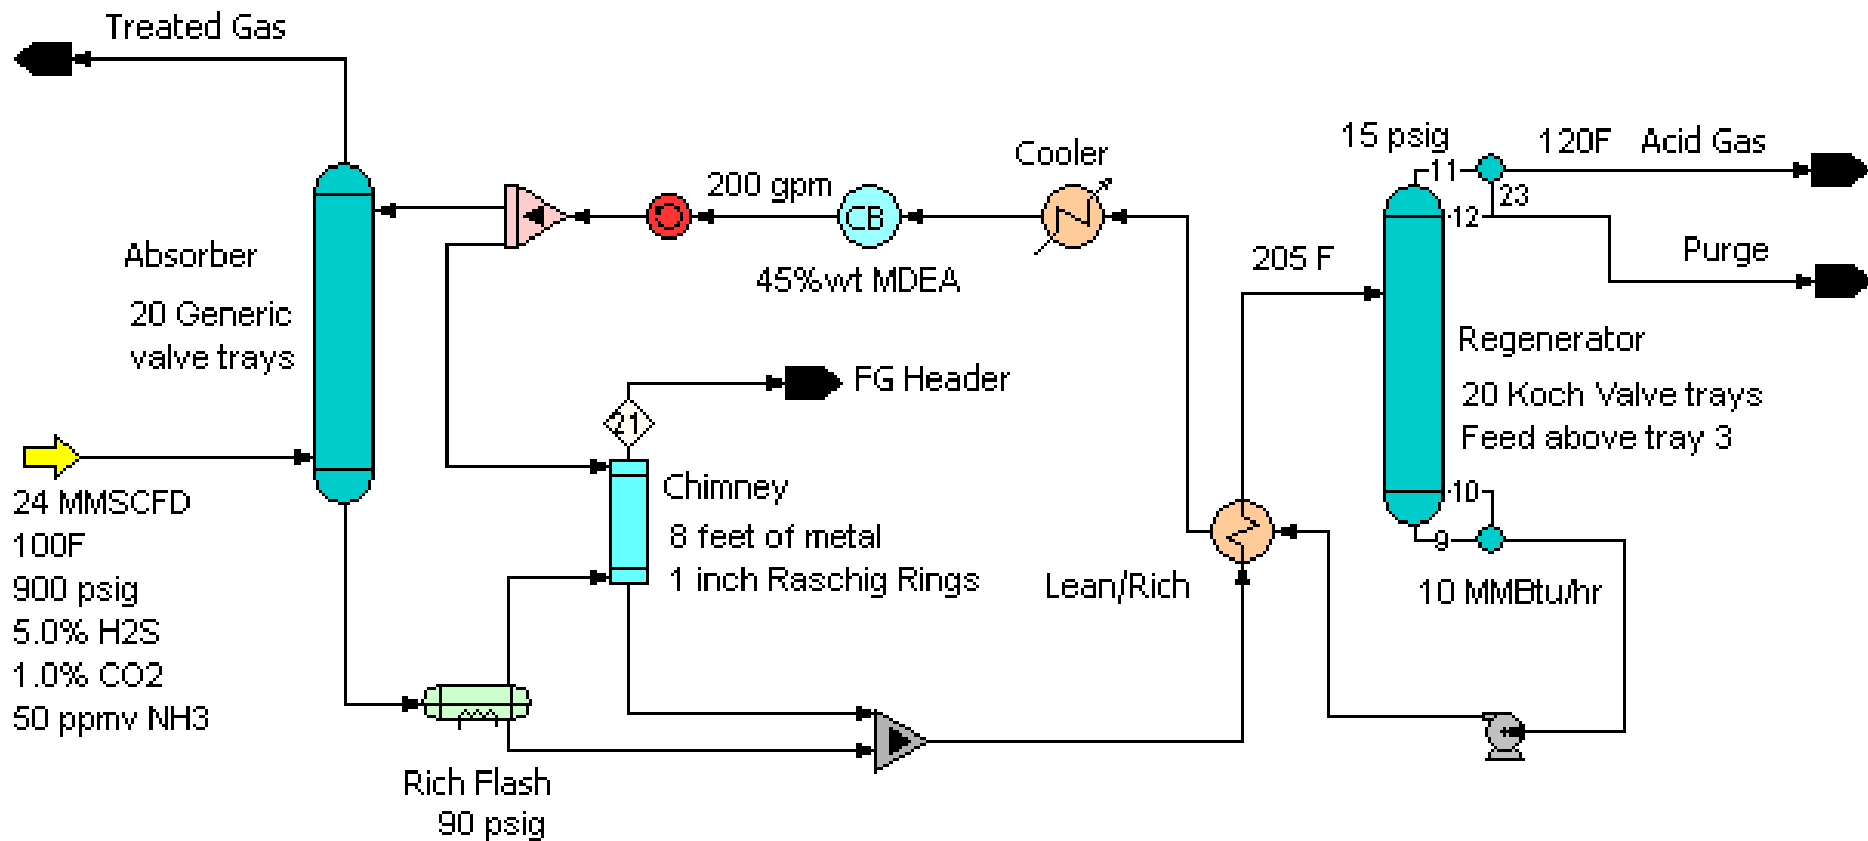 Treated Gas
Absorber
20 Generic
valve trays
24 MMSCFD
100F
900 psig
5.0% H2S
1.0% CO2
50 ppmv NH3
Rich Flash
90 psig
200 gpm
CB
45%wt MDEA
Cooler
FG Header
21
Chimney
8 feet of metal
1 inch Raschig Rings
Lean/Rich
205 F
15 psig
11
120F
Acid Gas
23
12
Purge
Regenerator
20 Koch Valve trays
Feed above tray 3
10
9
10 MMBtu/hr